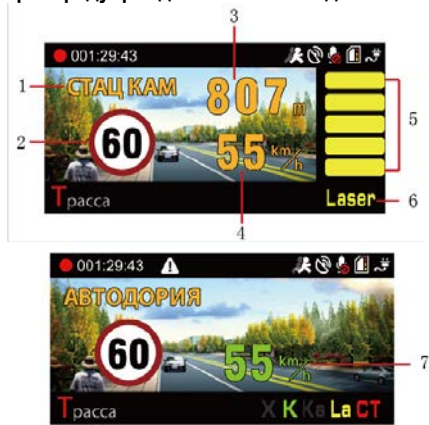 3
001:29:43
1
СТАЦ КАМ
807 m
2
60
55 km/h
5
Трасса
Laser
6
4
001:29:43
АВТОДОРИЯ
60
55 km/h
7
Трасса
X K Ka La CT